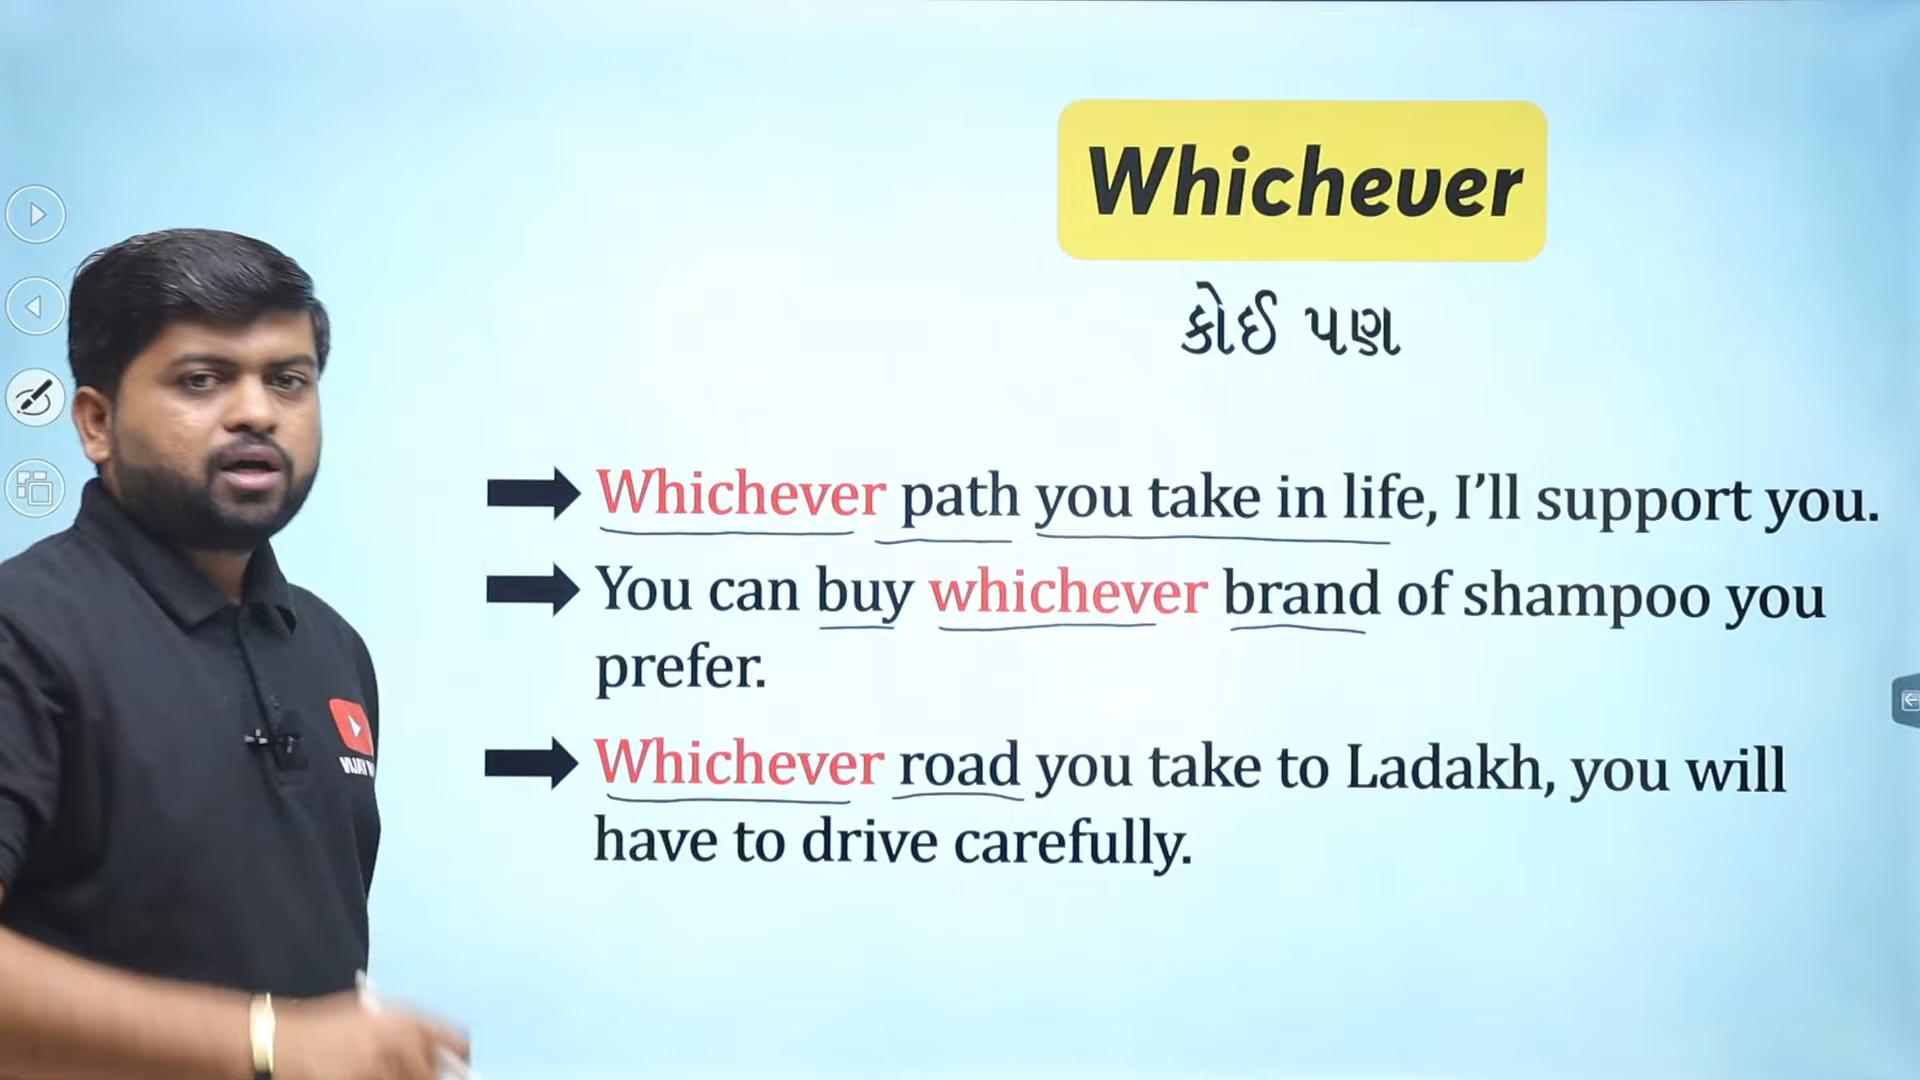 Whichever
કોઈ પણ
Whichever path you take in life, I’ll support you.
You can buy whichever brand of shampoo you
prefer.
Whichever road you take to Ladakh, you will
have to drive carefully.
VIJAY